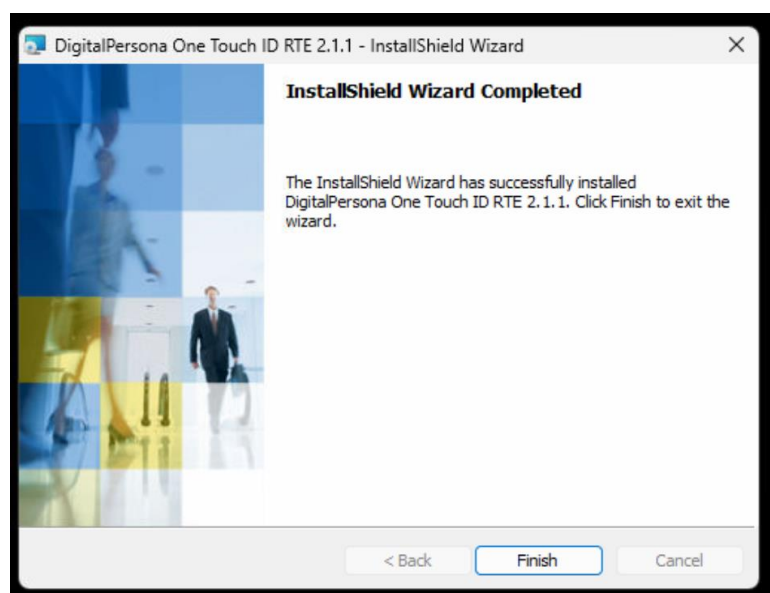 DigitalPersona One Touch ID RTE 2.1.1 - InstallShield Wizard
InstallShield Wizard Completed
The InstallShield Wizard has successfully installed
DigitalPersona One Touch ID RTE 2.1.1. Click Finish to exit the
wizard.
< Back
Finish
Cancel